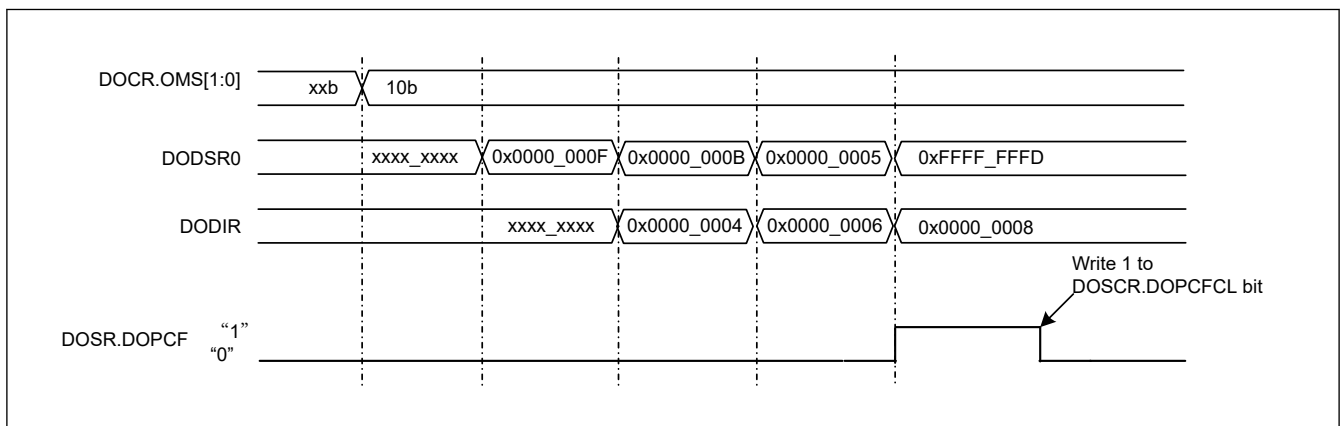 DOCR.OMS[1:0] xxb 10b
DODSR0 xxxx_xxxx 0x0000_000F 0x0000_000B 0x0000_0005 0xFFFF_FFFD
DODIR xxxx_xxxx 0x0000_0004 0x0000_0006 0x0000_0008
Write 1 to
DOSCR.DOPCFCL bit
DOSR.DOPCF “1”
“0”